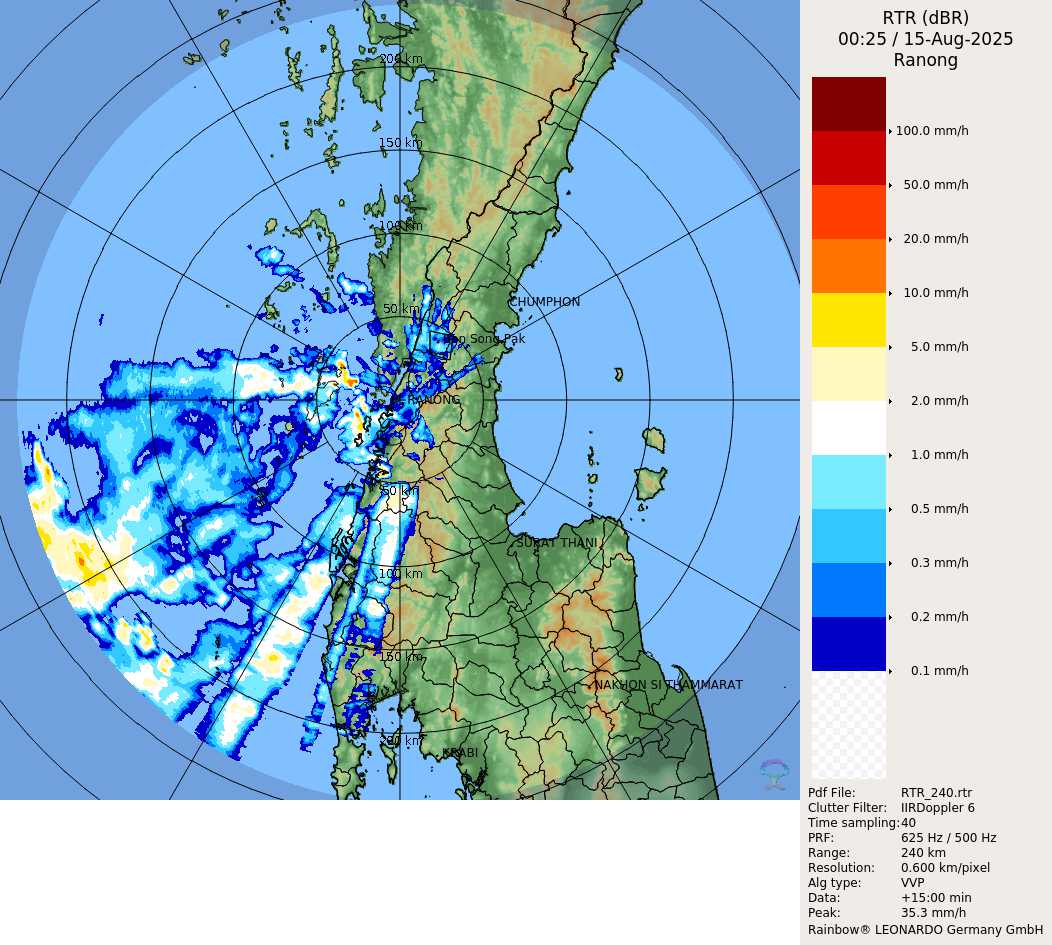 RTR (dBR)
00:25 / 15-Aug-2025
Ranong
100.0 mm/h
50.0 mm/h
20.0 mm/h
10.0 mm/h
5.0 mm/h
2.0 mm/h
1.0 mm/h
0.5 mm/h
0.3 mm/h
0.2 mm/h
0.1 mm/h
200 km
150 km
100 km
50 km
CHUMPHON
Song Pak
RANONG
50 km
SURAT THANI
100 km
150 km
NAKHON SI THAMMARAT
200 km
KRABI
Pdf File: RTR_240.rtr
Clutter Filter: IIRDoppler 6
Time sampling: 40
PRF: 625 Hz / 500 Hz
Range: 240 km
Resolution: 0.600 km/pixel
Alg type: VVP
Data: +15:00 min
Peak: 35.3 mm/h
Rainbow® LEONARDO Germany GmbH